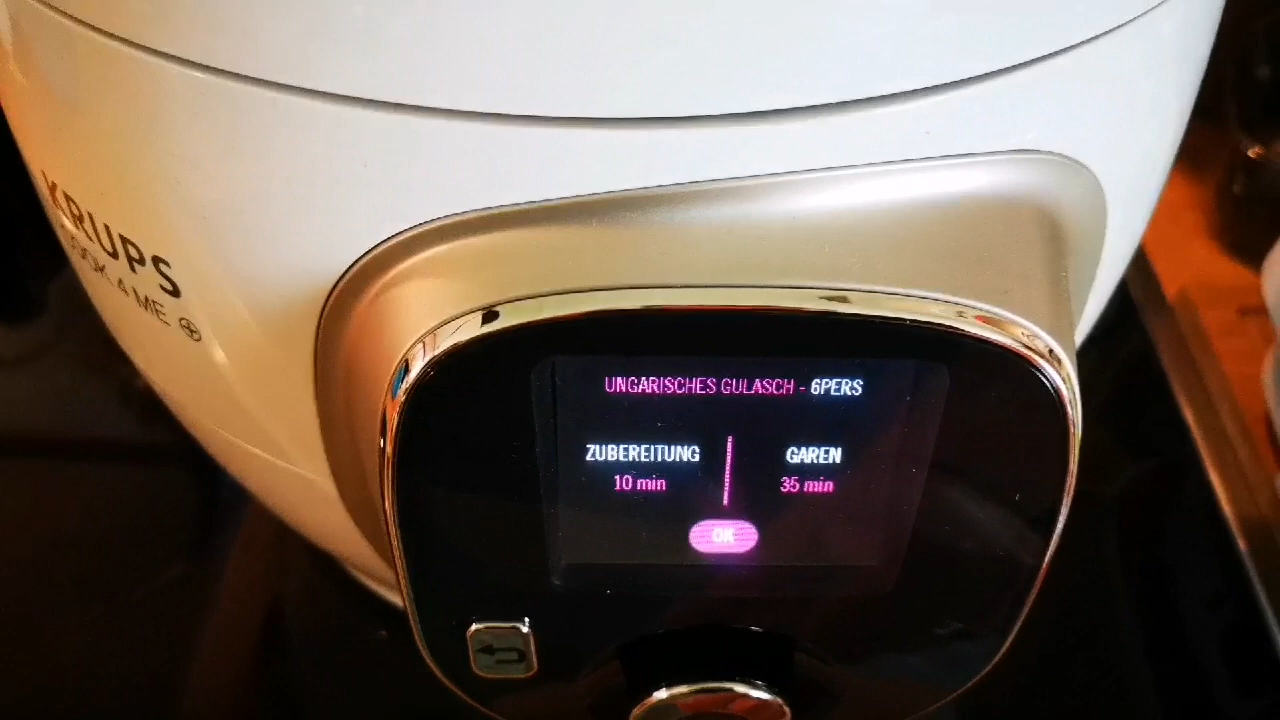 KRUPS
COOK 4 ME
UNGARISCHES GULASCH - 6PERS
ZUBEREITUNG
10 min
GAREN
35 min
OK